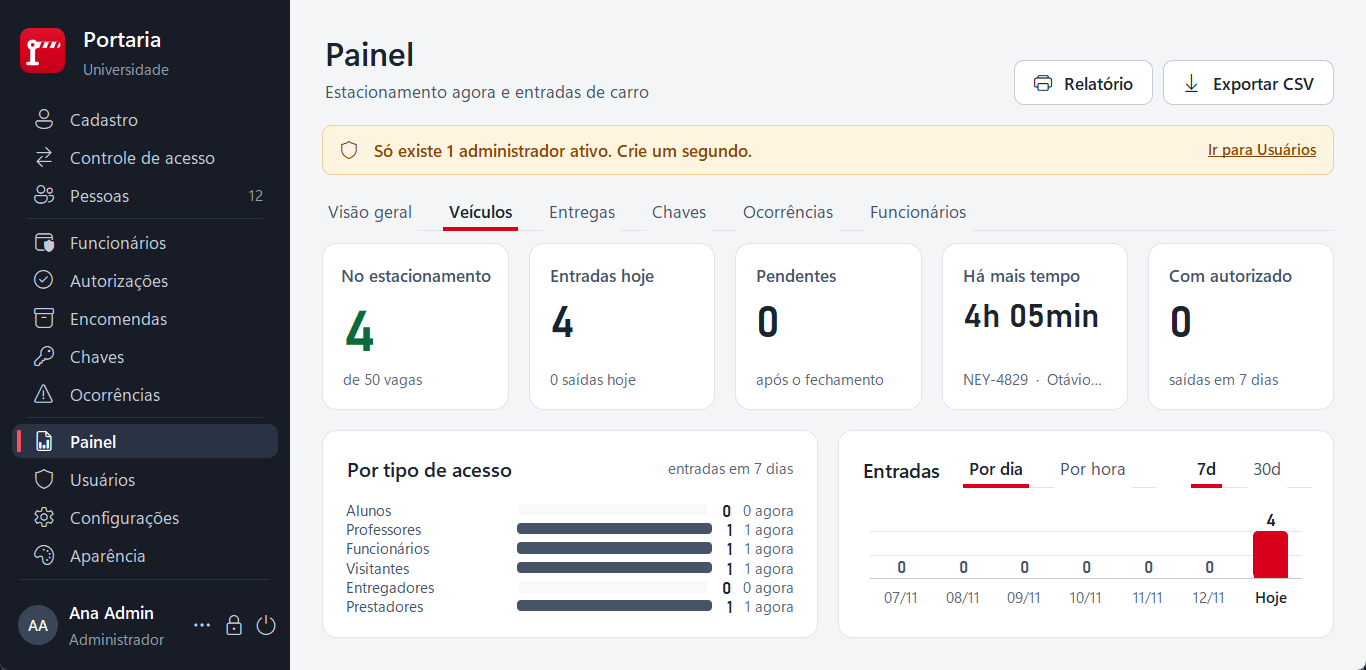 Portaria
Universidade
Cadastro
Controle de acesso
Pessoas 12
Funcionários
Autorizações
Encomendas
Chaves
Ocorrências
Painel
Usuários
Configurações
Aparência
AA
Ana Admin
Administrador
Painel
Estacionamento agora e entradas de carro
Relatório
Exportar CSV
Só existe 1 administrador ativo. Crie um segundo.
Ir para Usuários
Visão geral Veículos Entregas Chaves Ocorrências Funcionários
No estacionamento
4
de 50 vagas
Entradas hoje
4
0 saídas hoje
Pendentes
0
após o fechamento
Há mais tempo
4h 05min
NEY-4829 · Otávio...
Com autorizado
0
saídas em 7 dias
Por tipo de acesso entradas em 7 dias
Alunos 0 0 agora
Professores 1 1 agora
Funcionários 1 1 agora
Visitantes 1 1 agora
Entregadores 0 0 agora
Prestadores 1 1 agora
Entradas Por dia Por hora 7d 30d
4
0 0 0 0 0 0
07/11 08/11 09/11 10/11 11/11 12/11 Hoje